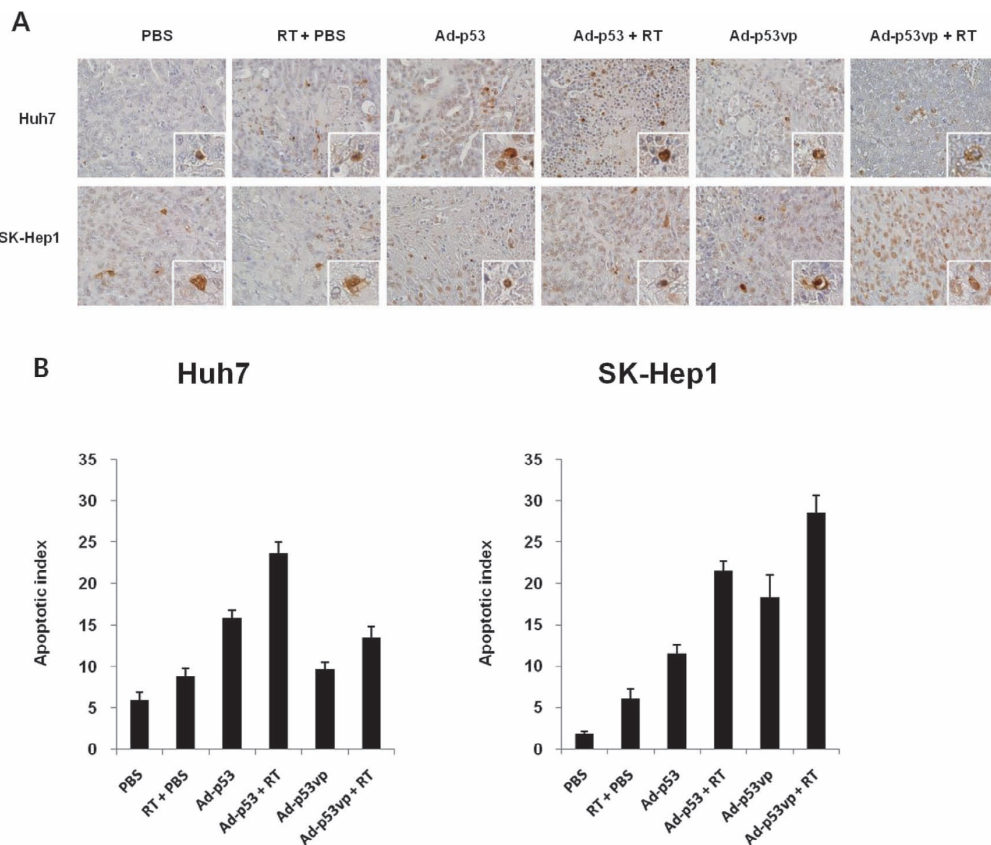 A
PBS RT + PBS Ad-p53 Ad-p53 + RT Ad-p53vp Ad-p53vp + RT
Huh7
SK-Hep1
B
Huh7 SK-Hep1
35
30
25
20
15
10
5
0
Apoptotic index
PBS
RT + PBS
Ad-p53
Ad-p53 + RT
Ad-p53vp
Ad-p53vp + RT
35
30
25
20
15
10
5
0
Apoptotic index
PBS
RT + PBS
Ad-p53
Ad-p53 + RT
Ad-p53vp
Ad-p53vp + RT